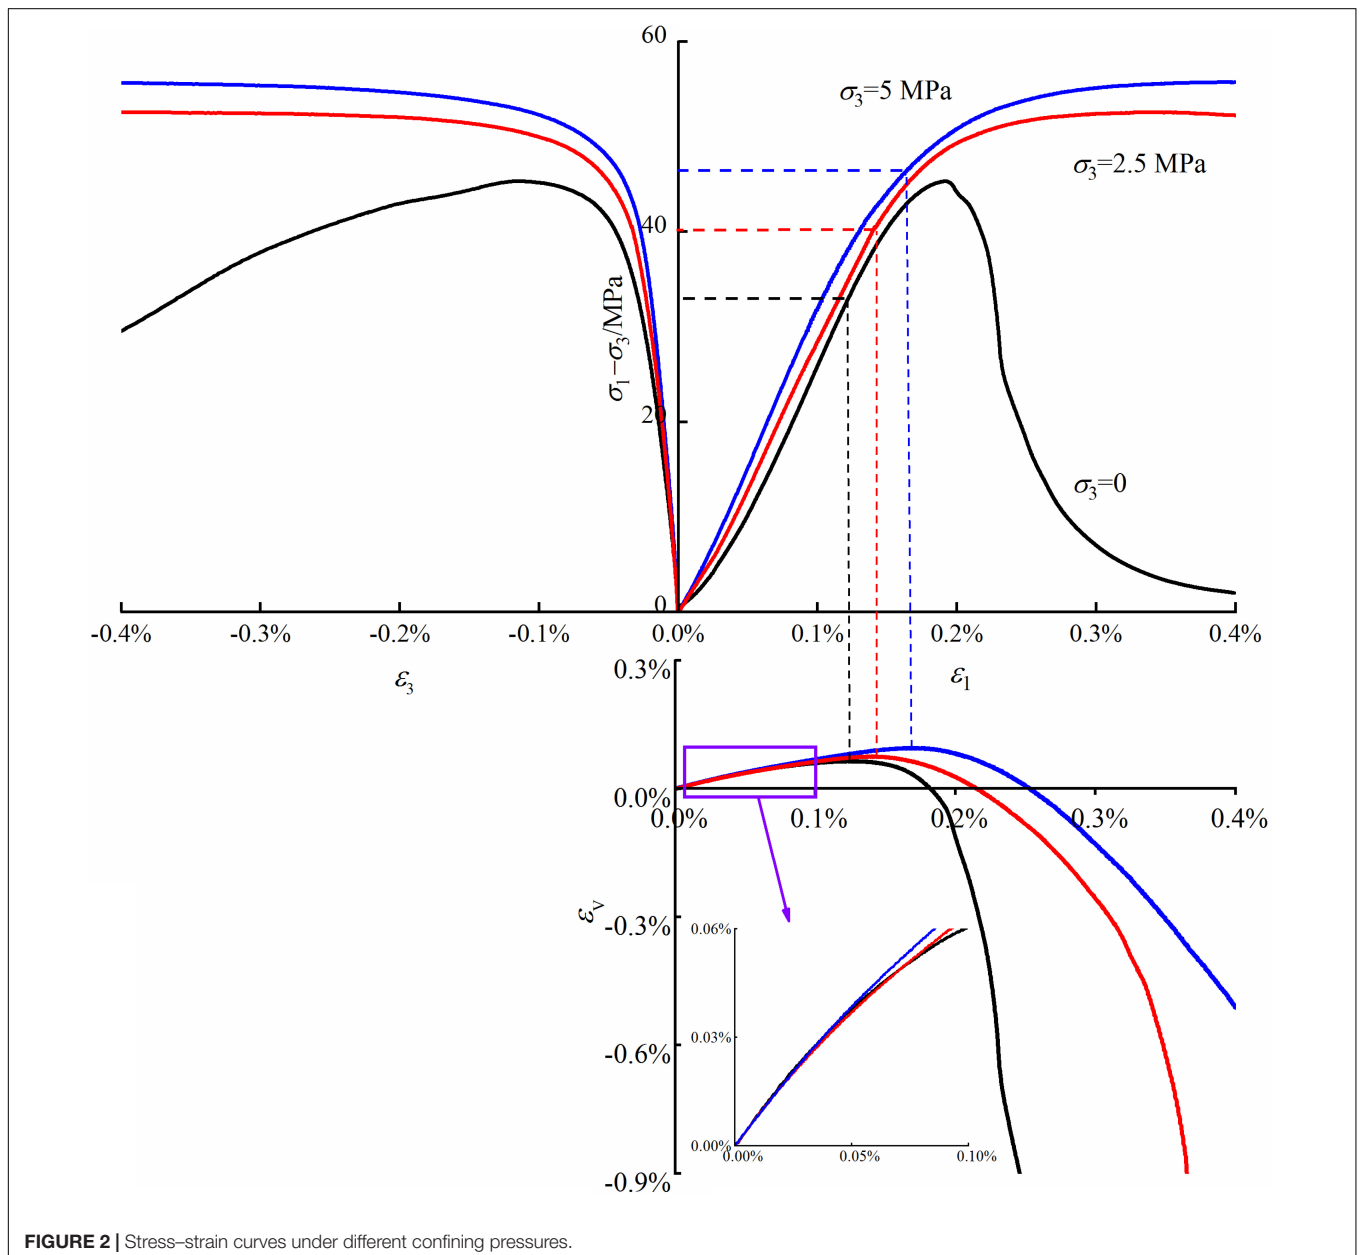 60
σ3=5 MPa
σ3=2.5 MPa
40
σ1−σ3/MPa
20
σ3=0
0
-0.4% -0.3% -0.2% -0.1% 0.0% 0.1% 0.2% 0.3% 0.4%
ε3 ε1
0.3%
0.0%
0.0% 0.1% 0.2% 0.3% 0.4%
εv
-0.3%
0.06%
0.03%
-0.6%
0.00%
0.00% 0.05% 0.10%
-0.9%
FIGURE 2 | Stress–strain curves under different confining pressures.